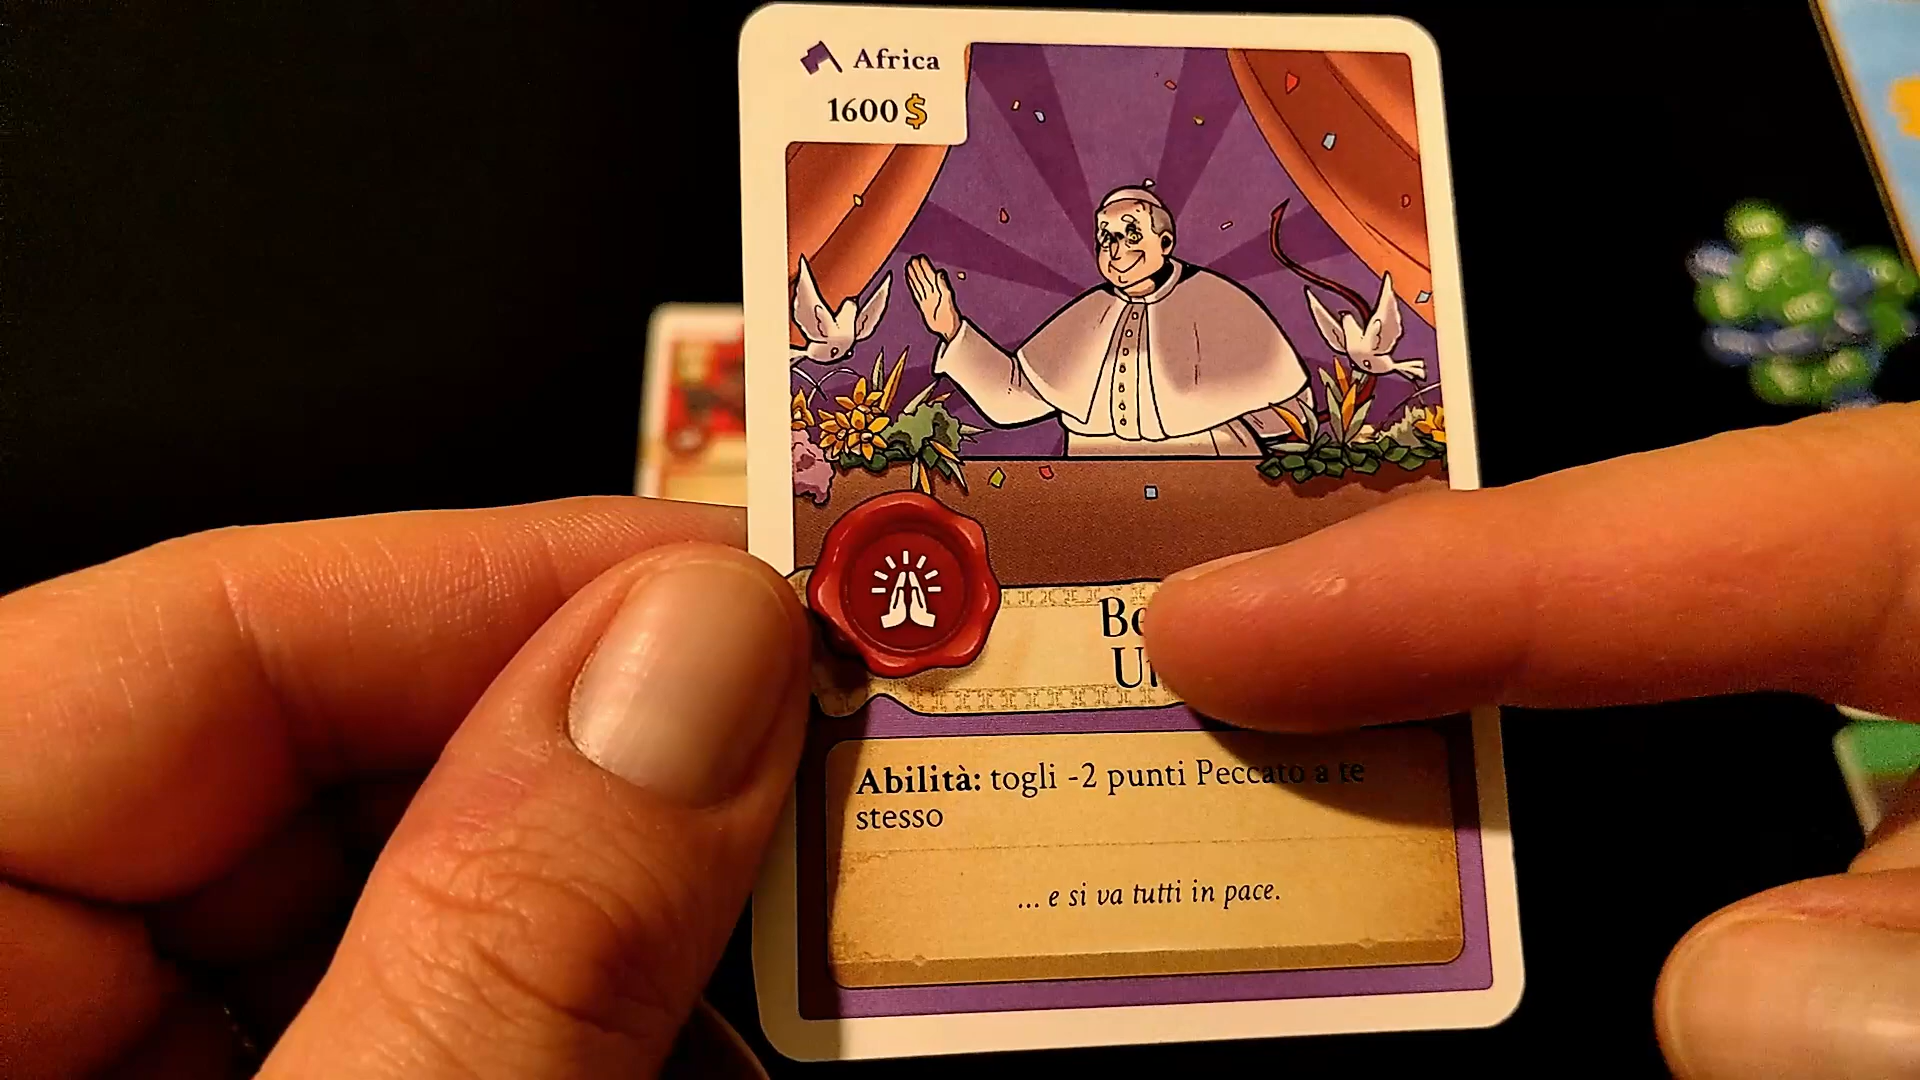 Africa
1600$
Be
Abilità: togli -2 punti Peccato a te
stesso
... e si va tutti in pace.